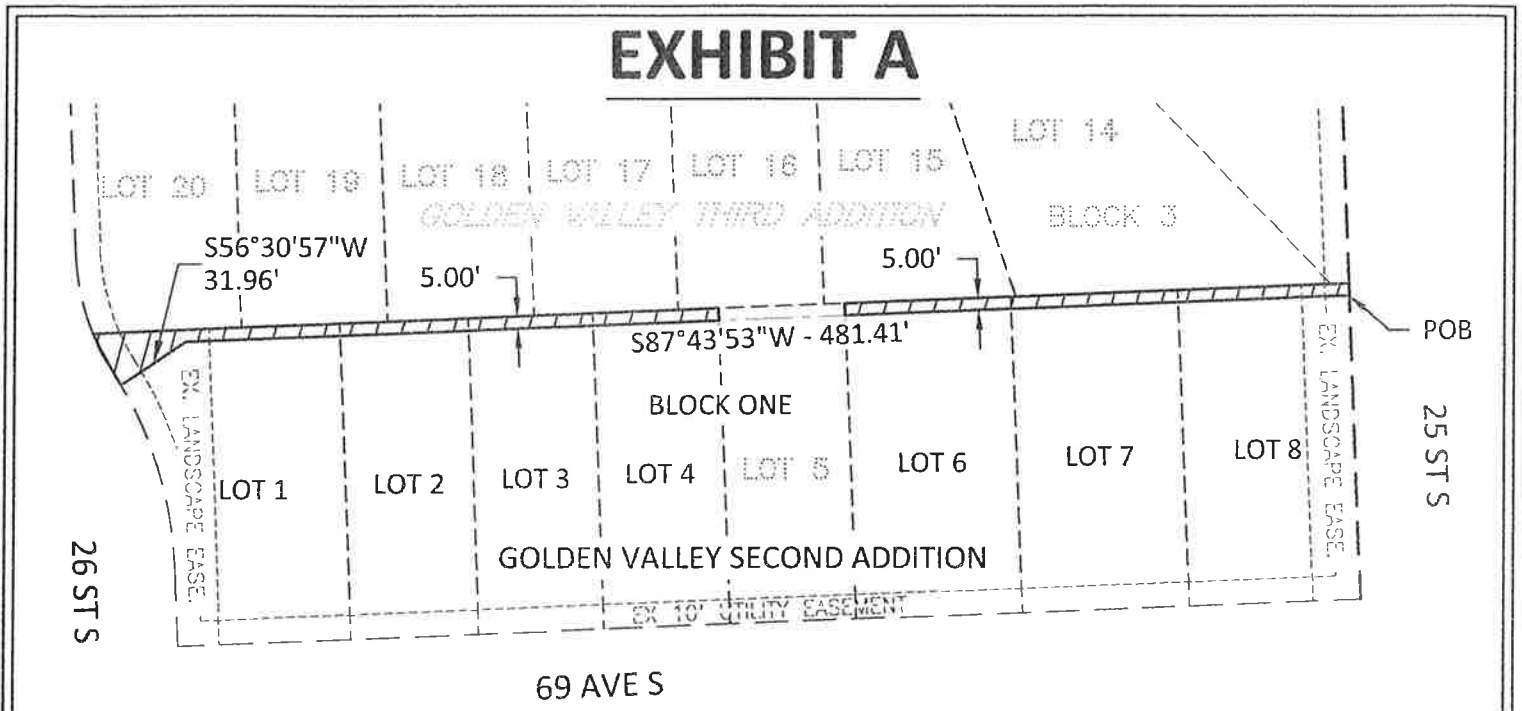 EXHIBIT A
LOT 20
LOT 19
LOT 18
LOT 17
LOT 16
LOT 15
LOT 14
GOLDEN VALLEY THIRD ADDITION
BLOCK 3
S56°30'57"W
31.96'
5.00'
5.00'
S87°43'53"W - 481.41'
POB
BLOCK ONE
EX. LANDSCAPE EASE.
LOT 1
LOT 2
LOT 3
LOT 4
LOT 5
LOT 6
LOT 7
LOT 8
EX. LANDSCAPE EASE.
25 ST S
26 ST S
GOLDEN VALLEY SECOND ADDITION
EX 10' UTILITY EASEMENT
69 AVE S